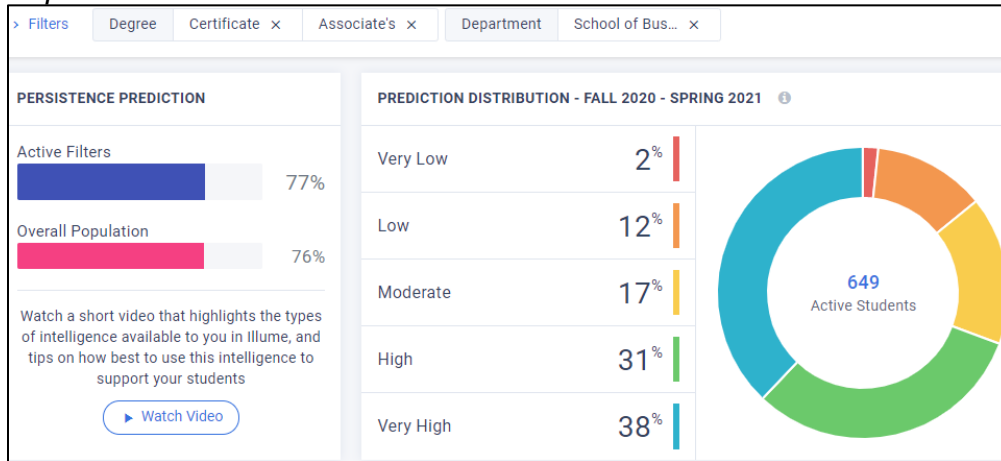 > Filters Degree Certificate × Associate's × Department School of Bus... ×
PERSISTENCE PREDICTION
Active Filters
77%
Overall Population
76%
Watch a short video that highlights the types
of intelligence available to you in Illume, and
tips on how best to use this intelligence to
support your students
Watch Video
PREDICTION DISTRIBUTION - FALL 2020 - SPRING 2021
Very Low 2%
Low 12%
Moderate 17%
High 31%
Very High 38%
649
Active Students